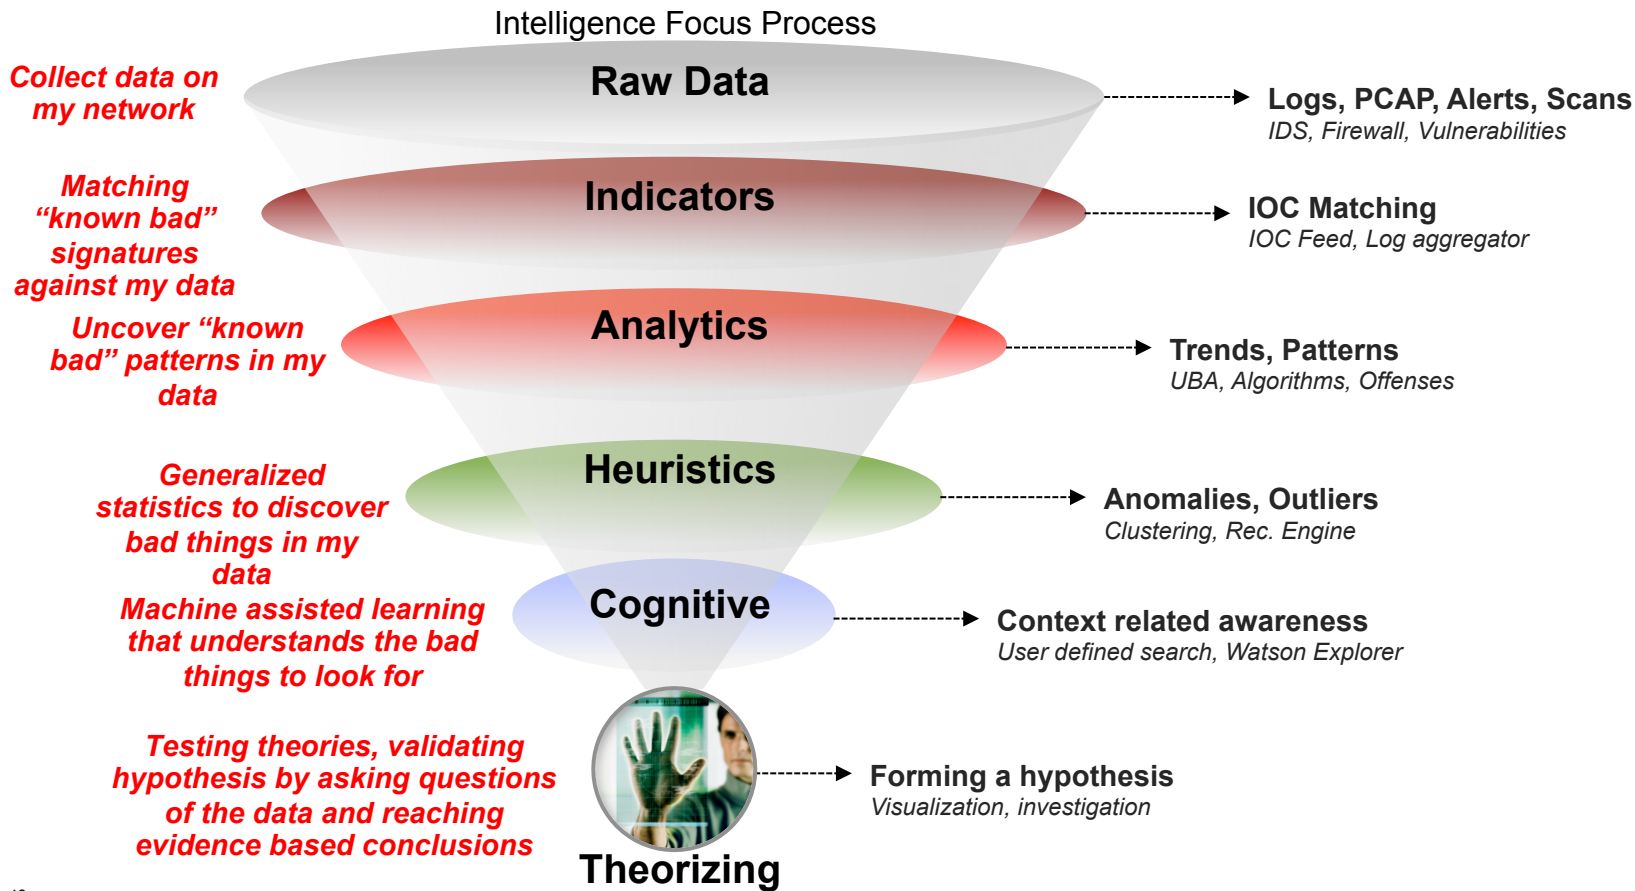 Intelligence Focus Process
Collect data on
my network
Raw Data
Logs, PCAP, Alerts, Scans
IDS, Firewall, Vulnerabilities
Matching
“known bad”
signatures
against my data
Indicators
IOC Matching
IOC Feed, Log aggregator
Uncover “known
bad” patterns in my
data
Analytics
Trends, Patterns
UBA, Algorithms, Offenses
Generalized
statistics to discover
bad things in my
data
Heuristics
Anomalies, Outliers
Clustering, Rec. Engine
Machine assisted learning
that understands the bad
things to look for
Cognitive
Context related awareness
User defined search, Watson Explorer
Testing theories, validating
hypothesis by asking questions
of the data and reaching
evidence based conclusions
Forming a hypothesis
Visualization, investigation
Theorizing